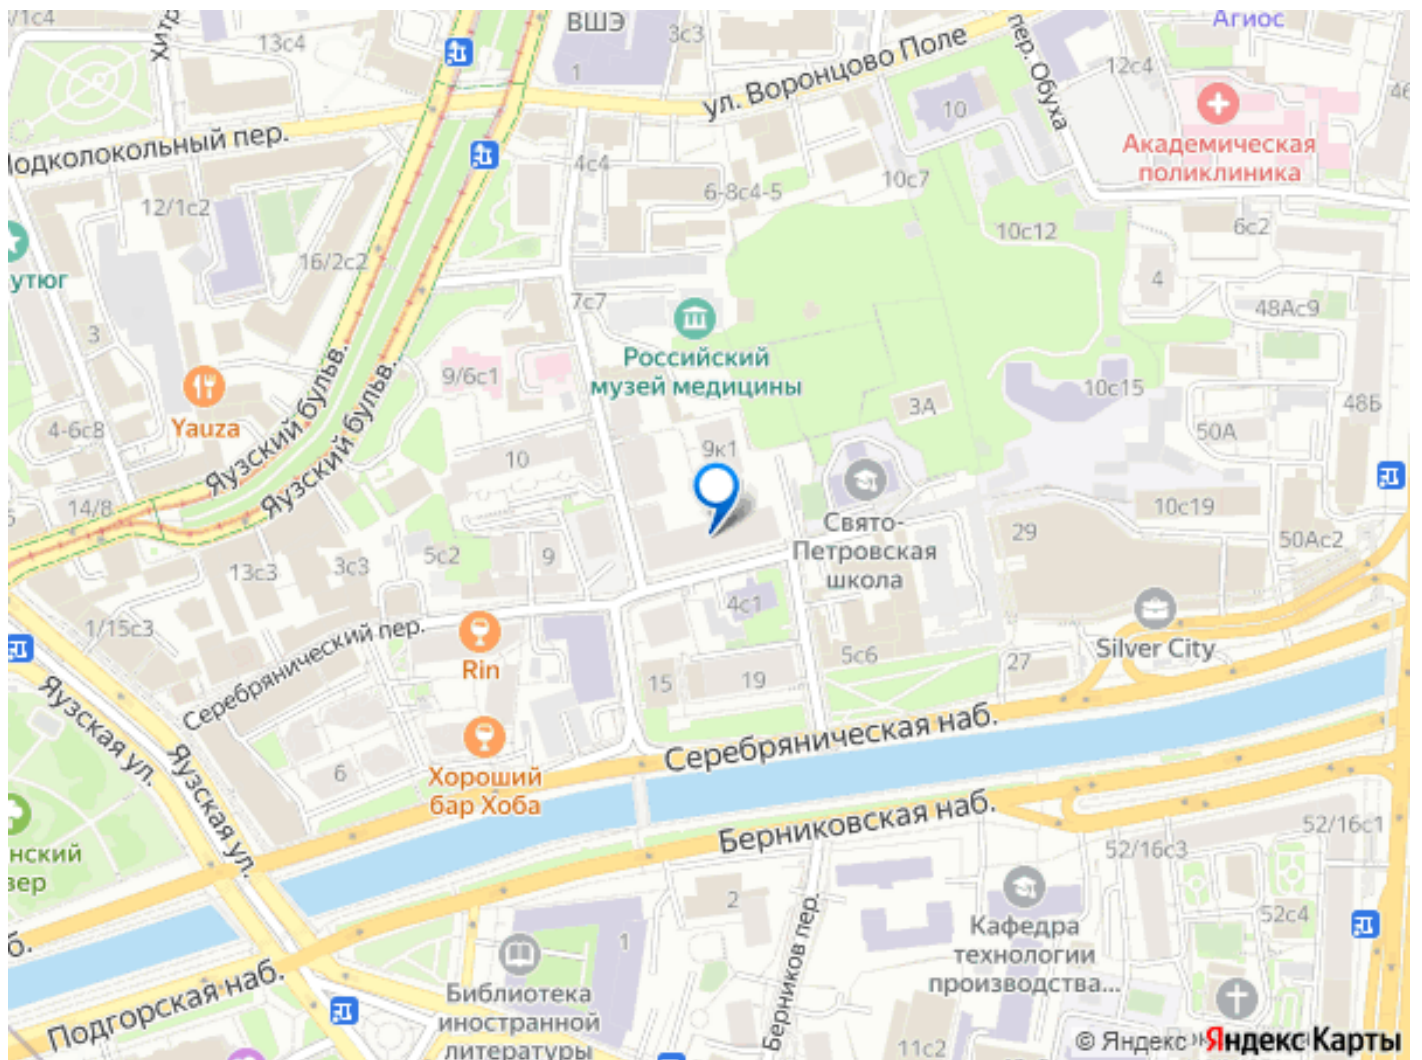 /1с4
Хитр
13с4
ВШЭ
3с3
1
Агиос
ул. Воронцово Поле
пер. Обуха
12с4
46
10
Подколокольный пер.
4с4
Академическая
поликлиника
10с7
6-8с4-5
12/1с2
6с2
10с12
16/2с2
утюг
4
7с7
48Ас9
3
Российский
музей медицины
9/6с1
10с15
3А
48Б
Yauza
4-6с8
Яузский бульв.
Яузский бульв.
50А
9к1
10
14/8
10с19
Свято-
Петровская
школа
29
50Ас2
5с2
9
3с3
13с3
4с1
1/15с3
Серебрянический пер.
Rin
Silver City
5с6
27
15
19
Яузская ул.
Яузская ул.
Серебряническая наб.
6
Хороший
бар Хоба
Берниковская наб.
52/16с1
нский
вер
52/16с3
2
52с4
Кафедра
технологии
производства...
1
Берников пер.
б.
Подгорская наб.
Библиотека
иностранной
литературы
11с2
© Яндекс
Яндекс Карты